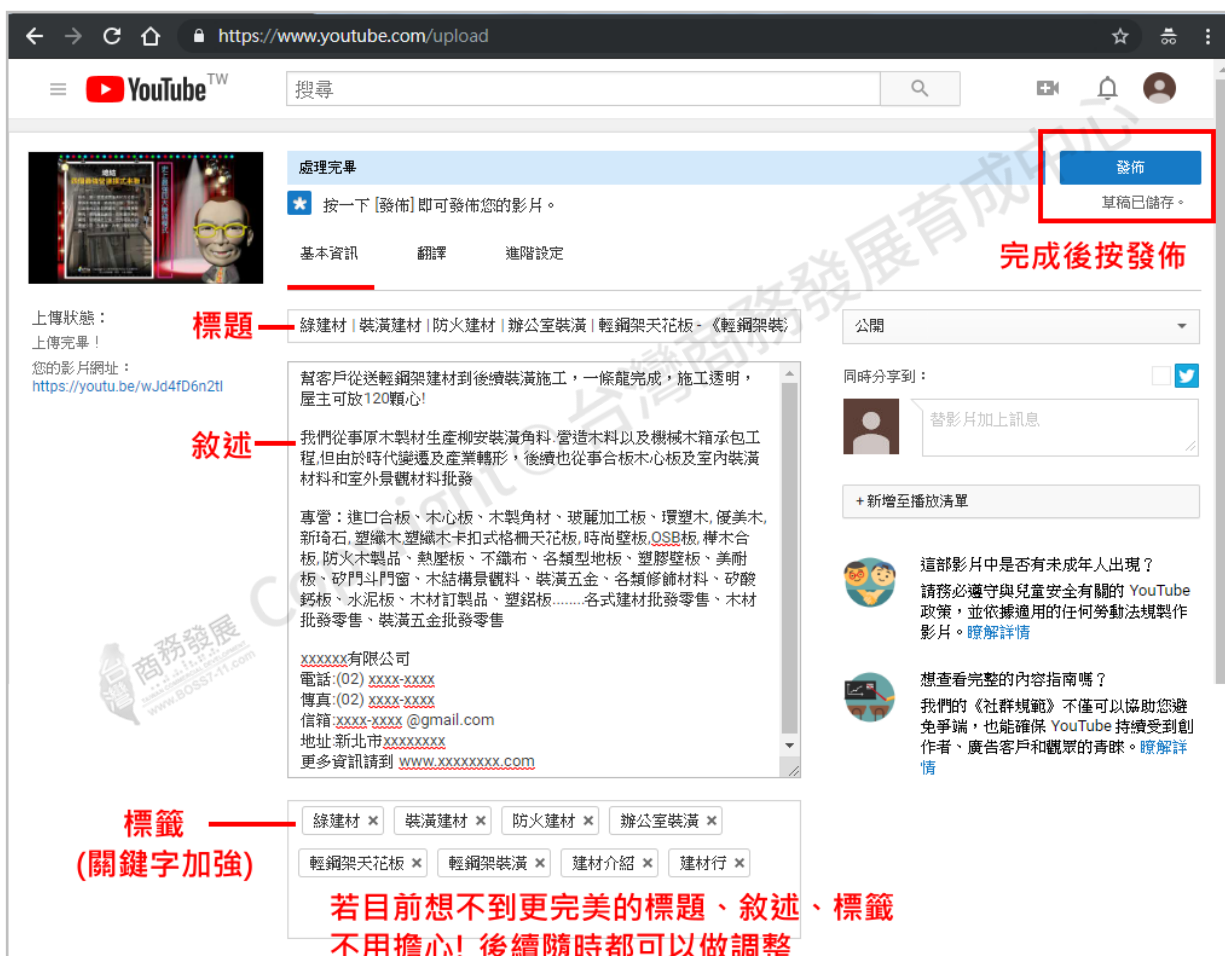 https://www.youtube.com/upload
YouTube TW
搜尋
處理完畢
發佈
按一下 [發佈] 即可發佈您的影片。
草稿已儲存。
完成後按發佈
基本資訊 翻譯 進階設定
上傳狀態：
上傳完畢！
您的影片網址：
https://youtu.be/wJd4fD6n2tI
標題
綠建材 | 裝潢建材 | 防火建材 | 辦公室裝潢 | 輕鋼架天花板 - 《輕鋼架裝
公開
敘述
幫客戶從送輕鋼架建材到後續裝潢施工，一條龍完成，施工透明，
屋主可放120顆心!
我們從事原木製材生產柳安裝潢角料.營造木料以及機械木箱承包工
程,但由於時代變遷及產業轉形，後續也從事合板木心板及室內裝潢
材料和室外景觀材料批發
專營：進口合板、木心板、木製角材、玻麗加工板、環塑木, 優美木,
新琦石, 塑纖木,塑纖木卡扣式格柵天花板, 時尚壁板,OSB板, 樺木合
板,防火木製品、熱壓板、不織布、各類型地板、塑膠壁板、美耐
板、矽門斗門窗、木結構景觀料、裝潢五金、各類修飾材料、矽酸
鈣板、水泥板、木材訂製品、塑鋁板........各式建材批發零售、木材
批發零售、裝潢五金批發零售
xxxxxx有限公司
電話:(02) xxxx-xxxx
傳真:(02) xxxx-xxxx
信箱:xxxx-xxxx @gmail.com
地址:新北市xxxxxxxx
更多資訊請到 www.xxxxxxxx.com
同時分享到：
替影片加上訊息
+ 新增至播放清單
這部影片中是否有未成年人出現？
請務必遵守與兒童安全有關的 YouTube
政策，並依據適用的任何勞動法規製作
影片。瞭解詳情
想查看完整的內容指南嗎？
我們的《社群規範》不僅可以協助您避
免爭端，也能確保 YouTube 持續受到創
作者、廣告客戶和觀眾的青睞。瞭解詳
情
標籤
(關鍵字加強)
綠建材 × 裝潢建材 × 防火建材 × 辦公室裝潢 ×
輕鋼架天花板 × 輕鋼架裝潢 × 建材介紹 × 建材行 ×
若目前想不到更完美的標題、敘述、標籤
不用擔心! 後續隨時都可以做調整
Copyright © 台灣商務發展育成中心
台灣商務發展
www.BOSS7-11.com